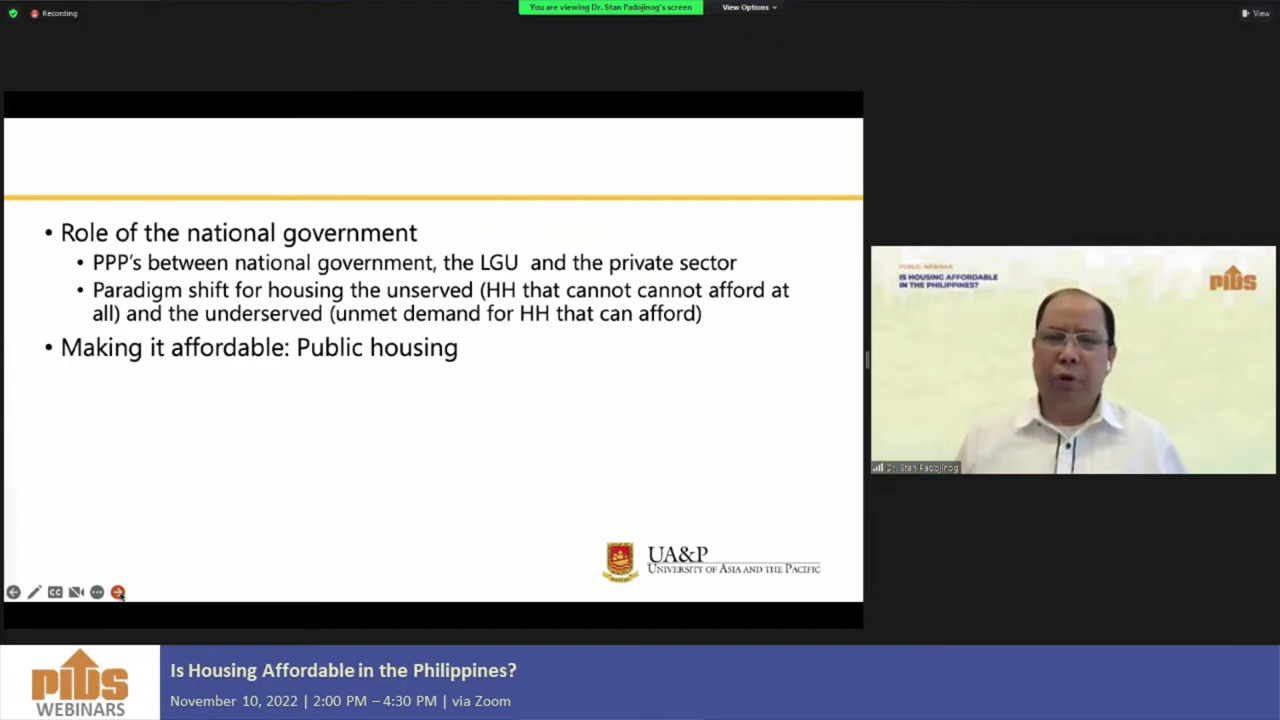 Recording
You are viewing Dr. Stan Padojinog's screen
View Options
View
• Role of the national government
• PPP's between national government, the LGU and the private sector
• Paradigm shift for housing the unserved (HH that cannot cannot afford at
all) and the underserved (unmet demand for HH that can afford)
• Making it affordable: Public housing
UA&P
UNIVERSITY OF ASIA AND THE PACIFIC
CC
PUBLIC WEBINAR
IS HOUSING AFFORDABLE
IN THE PHILIPPINES?
PIDS
Dr. Stan Padojinog
PIDS
WEBINARS
Is Housing Affordable in the Philippines?
November 10, 2022 | 2:00 PM – 4:30 PM | via Zoom